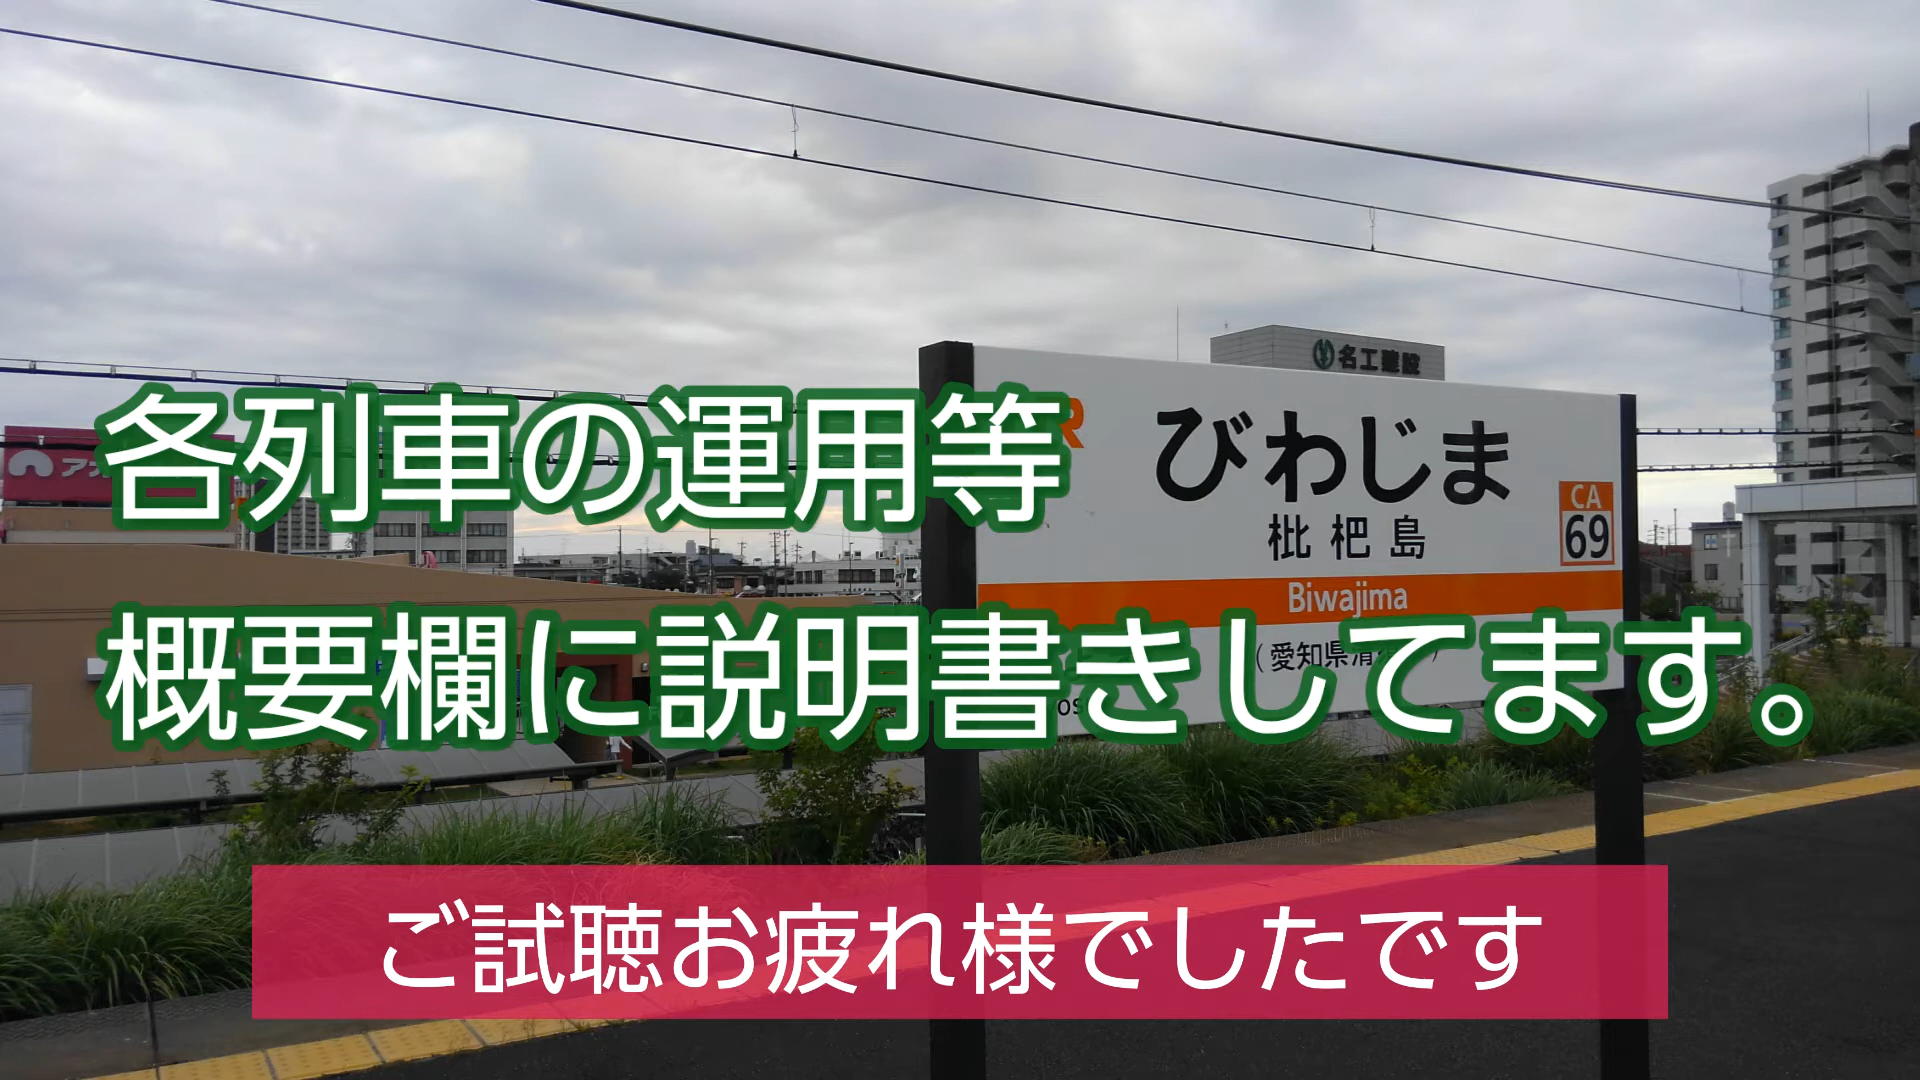 名工建設
各列車の運用等
びわじま
枇杷島
CA
69
Biwajima
概要欄に説明書きしてます。
ご試聴お疲れ様でしたです